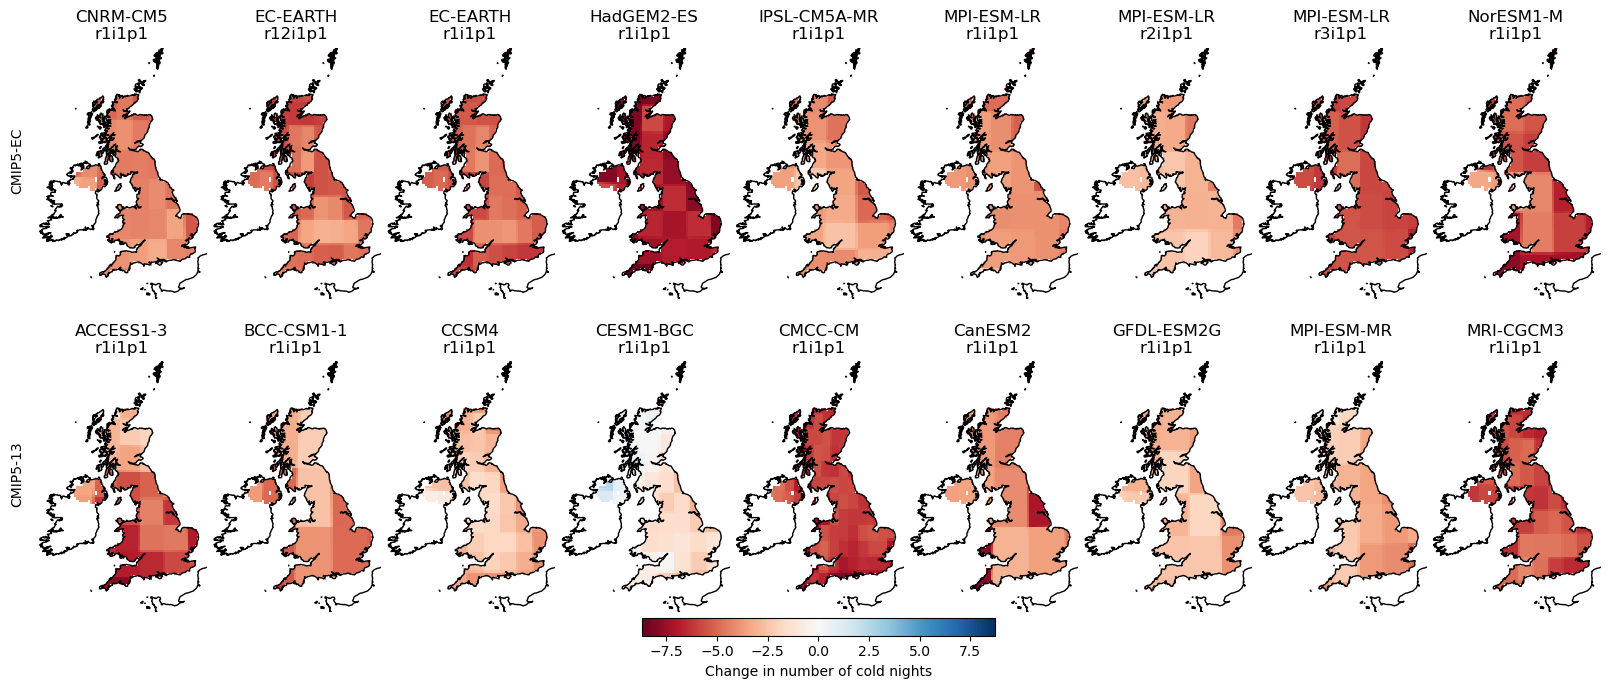 CNRM-CM5 EC-EARTH EC-EARTH HadGEM2-ES IPSL-CM5A-MR MPI-ESM-LR MPI-ESM-LR MPI-ESM-LR NorESM1-M
r1i1p1 r12i1p1 r1i1p1 r1i1p1 r1i1p1 r1i1p1 r2i1p1 r3i1p1 r1i1p1
CMIP5-EC
ACCESS1-3 BCC-CSM1-1 CCSM4 CESM1-BGC CMCC-CM CanESM2 GFDL-ESM2G MPI-ESM-MR MRI-CGCM3
r1i1p1 r1i1p1 r1i1p1 r1i1p1 r1i1p1 r1i1p1 r1i1p1 r1i1p1 r1i1p1
CMIP5-13
−7.5 −5.0 −2.5 0.0 2.5 5.0 7.5
Change in number of cold nights